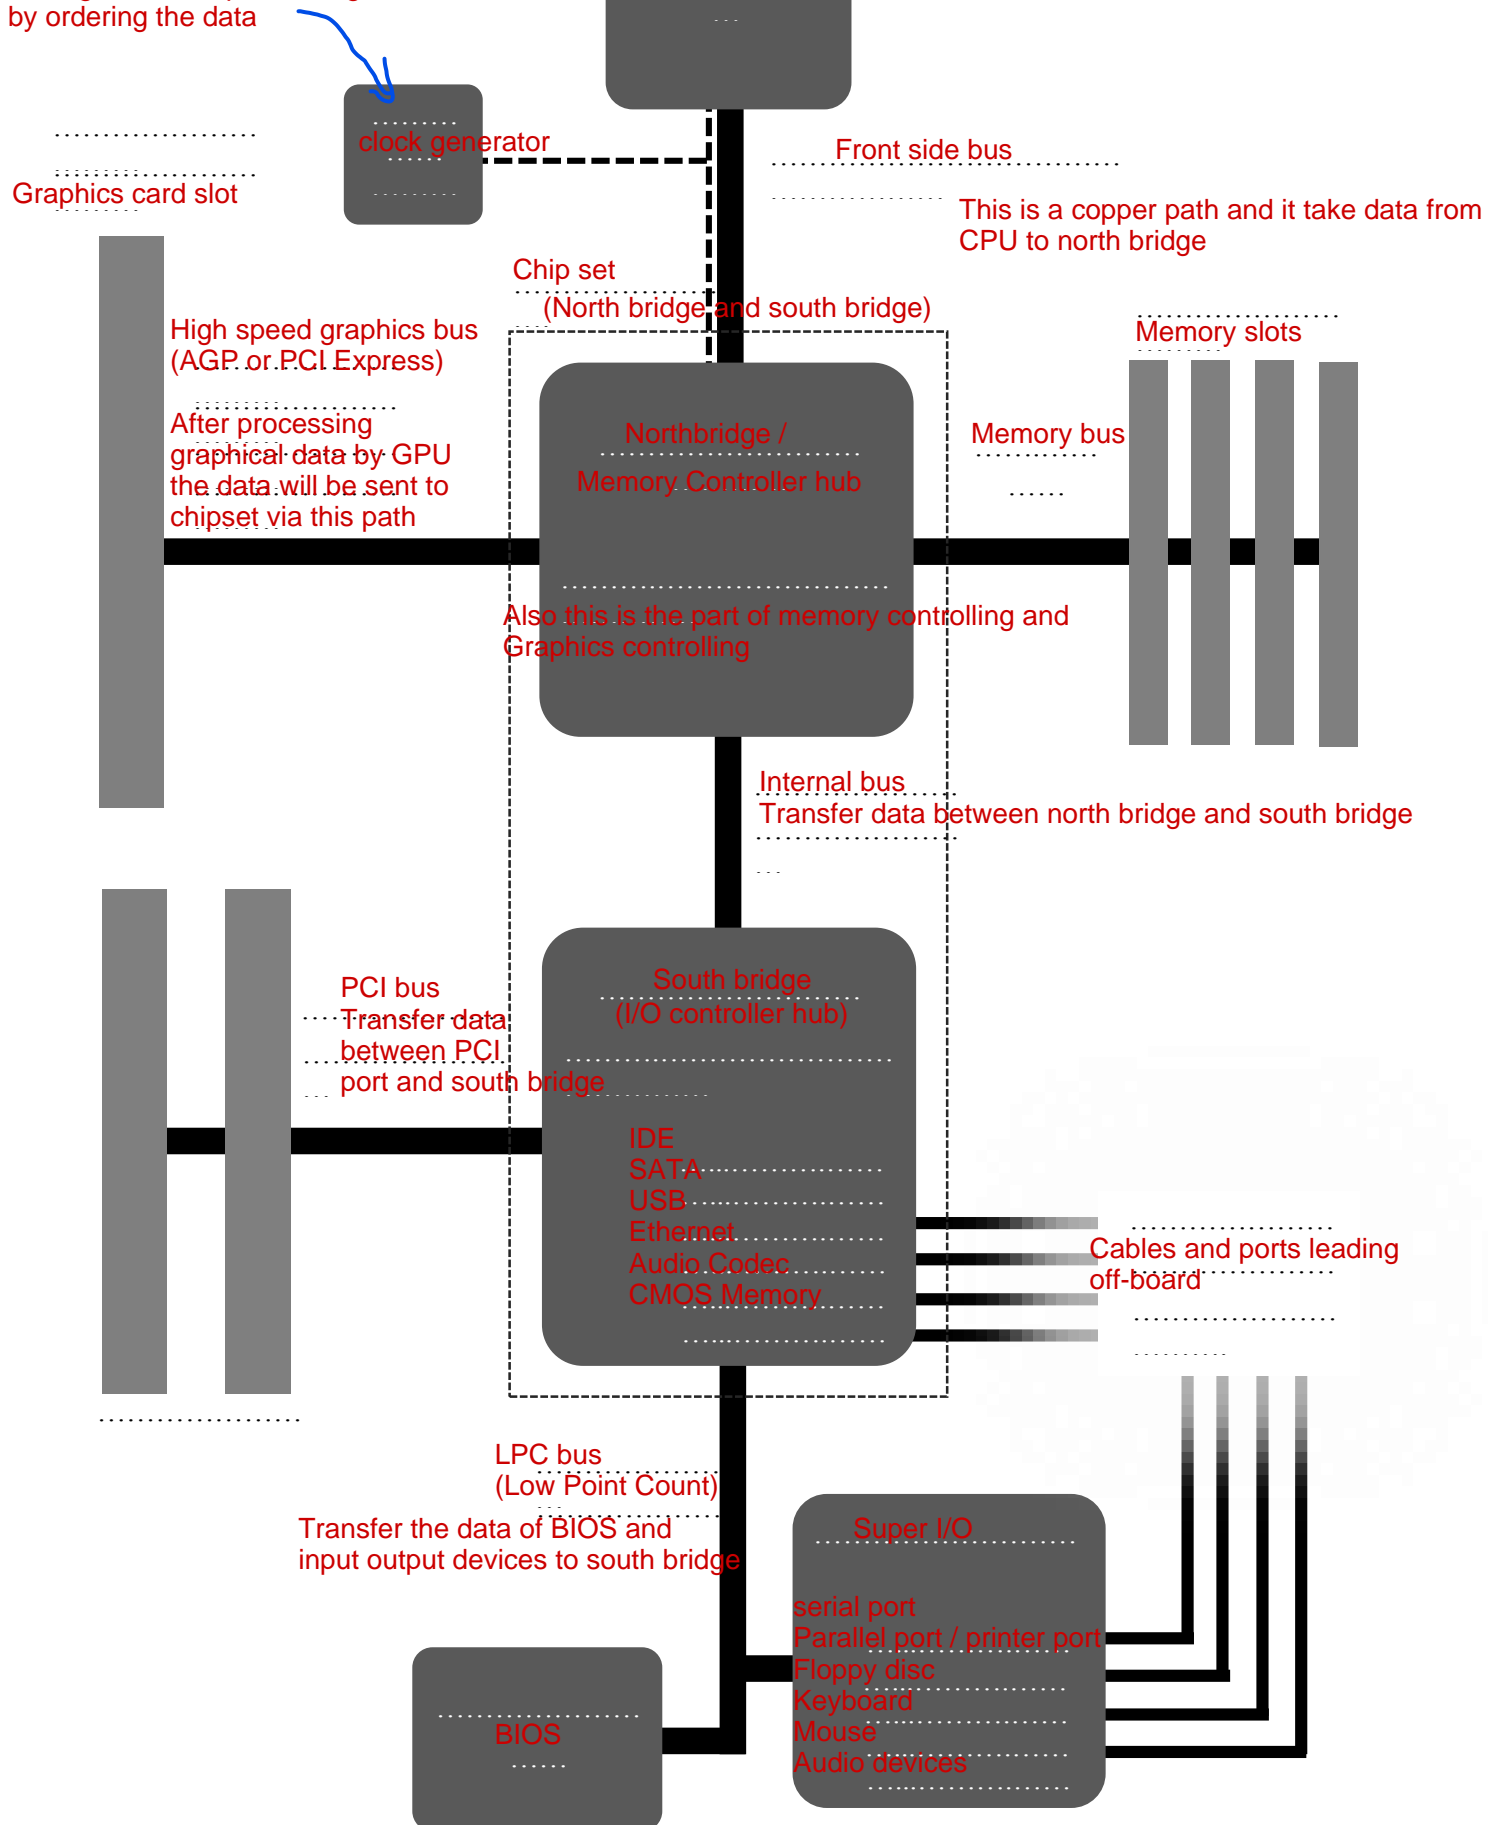 by ordering the data
clock generator
Graphics card slot
Front side bus
This is a copper path and it take data from
CPU to north bridge
Chip set
(North bridge and south bridge)
High speed graphics bus
(AGP or PCI Express)
After processing
graphical data by GPU
the data will be sent to
chipset via this path
Memory slots
Northbridge /
Memory Controller hub
Memory bus
Also this is the part of memory controlling and
Graphics controlling
Internal bus
Transfer data between north bridge and south bridge
PCI bus
Transfer data
between PCI
port and south bridge
South bridge
(I/O controller hub)
IDE
SATA
USB
Ethernet
Audio Codec
CMOS Memory
Cables and ports leading
off-board
LPC bus
(Low Point Count)
Transfer the data of BIOS and
input output devices to south bridge
Super I/O
serial port
Parallel port / printer port
Floppy disc
Keyboard
Mouse
Audio devices
BIOS